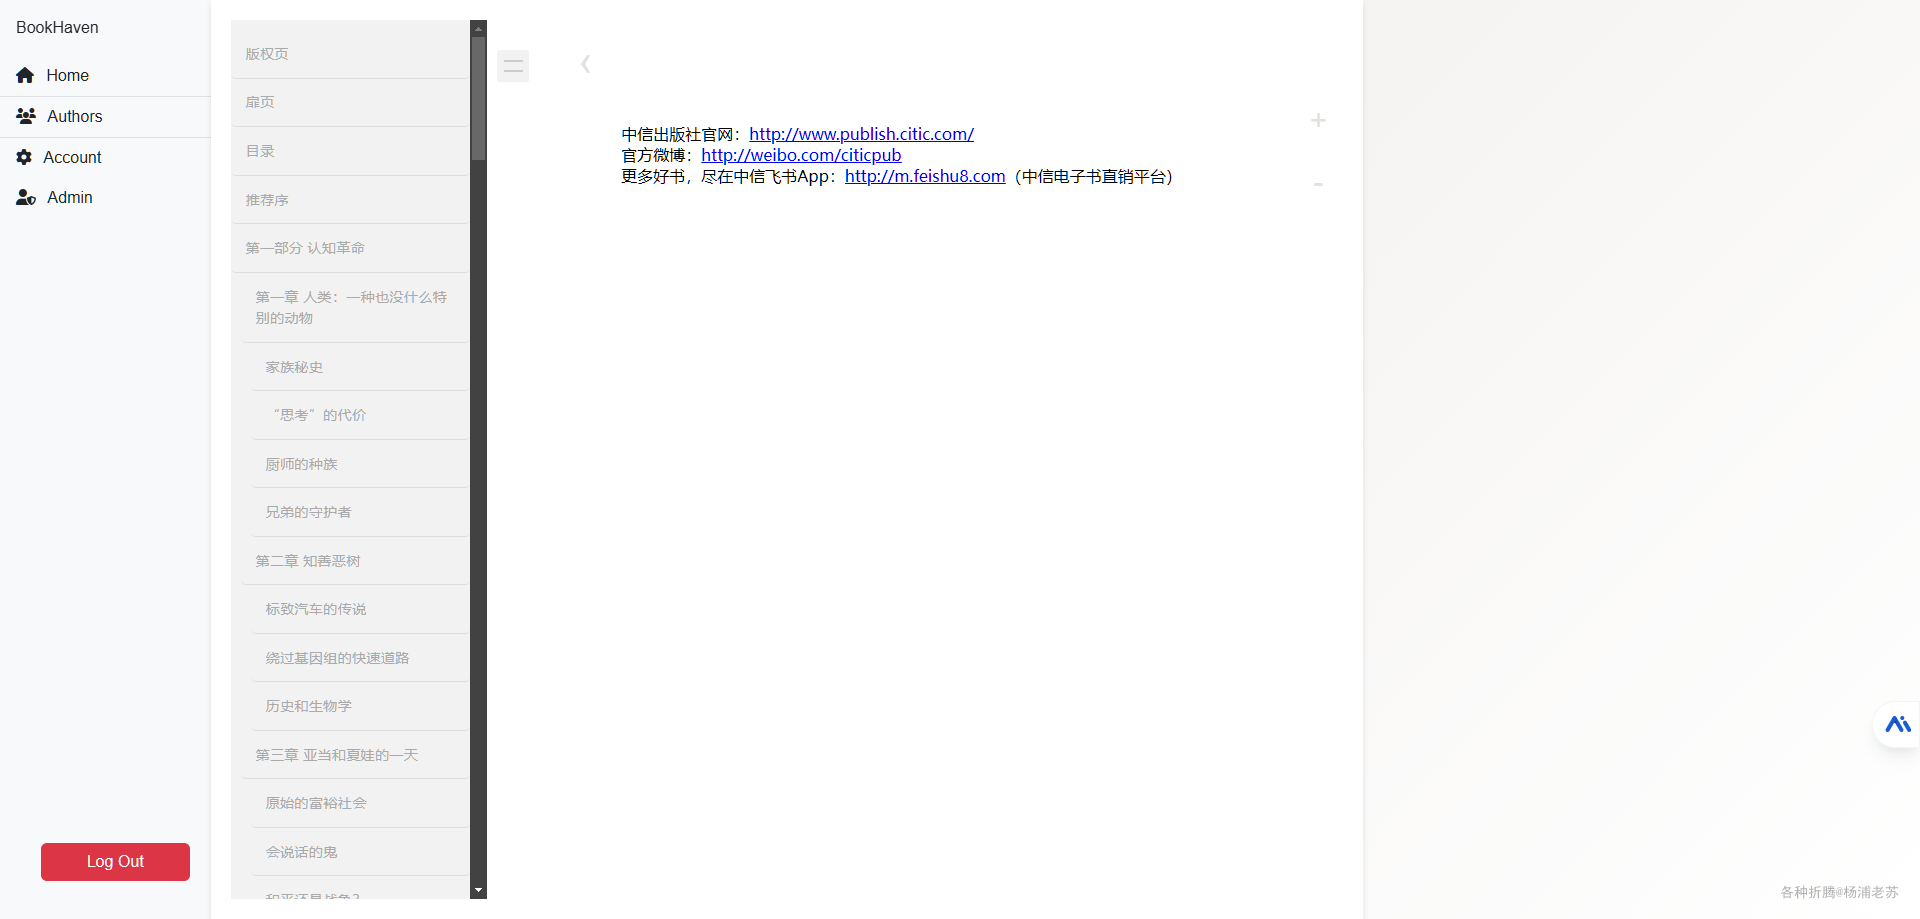 BookHaven
Home
Authors
Account
Admin
Log Out
版权页
扉页
目录
推荐序
第一部分 认知革命
第一章 人类：一种也没什么特
别的动物
家族秘史
“思考”的代价
厨师的种族
兄弟的守护者
第二章 知善恶树
标致汽车的传说
绕过基因组的快速道路
历史和生物学
第三章 亚当和夏娃的一天
原始的富裕社会
会说话的鬼
和平还是战争？
中信出版社官网：http://www.publish.citic.com/
官方微博：http://weibo.com/citicpub
更多好书，尽在中信飞书App：http://m.feishu8.com（中信电子书直销平台）
+
-
各种折腾@杨浦老苏